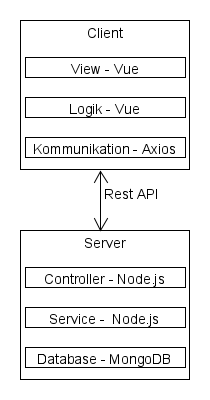 Client
View - Vue
Logik - Vue
Kommunikation - Axios
Rest API
Server
Controller - Node.js
Service - Node.js
Database - MongoDB